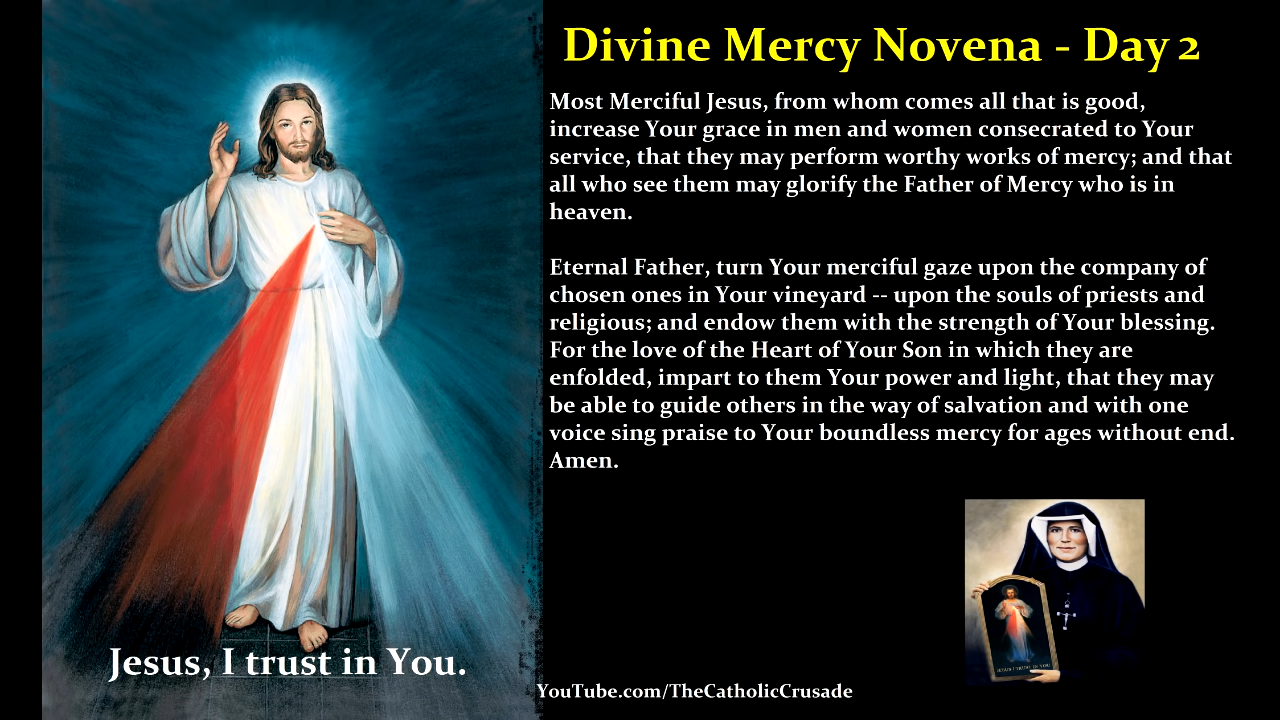 Divine Mercy Novena - Day 2
Most Merciful Jesus, from whom comes all that is good,
increase Your grace in men and women consecrated to Your
service, that they may perform worthy works of mercy; and that
all who see them may glorify the Father of Mercy who is in
heaven.
Eternal Father, turn Your merciful gaze upon the company of
chosen ones in Your vineyard -- upon the souls of priests and
religious; and endow them with the strength of Your blessing.
For the love of the Heart of Your Son in which they are
enfolded, impart to them Your power and light, that they may
be able to guide others in the way of salvation and with one
voice sing praise to Your boundless mercy for ages without end.
Amen.
Jesus, I trust in You.
YouTube.com/TheCatholicCrusade